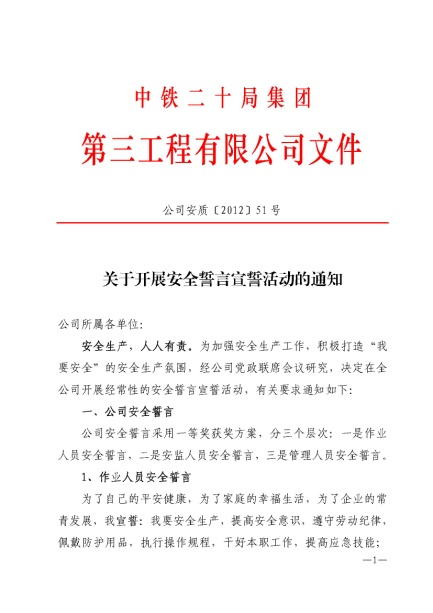 中铁二十局集团
第三工程有限公司文件
公司安质〔2012〕51号
关于开展安全誓言宣誓活动的通知
公司所属各单位：
安全生产，人人有责。为加强安全生产工作，积极打造“我
要安全”的安全生产氛围，经公司党政联席会议研究，决定在全
公司开展经常性的安全誓言宣誓活动，有关要求通知如下：
一、公司安全誓言
公司安全誓言采用一等奖获奖方案，分三个层次：一是作业
人员安全誓言，二是安监人员安全誓言，三是管理人员安全誓言。
1、作业人员安全誓言
为了自己的平安健康，为了家庭的幸福生活，为了企业的常
青发展，我宣誓：我要安全生产，提高安全意识，遵守劳动纪律，
佩戴防护用品，执行操作规程，干好本职工作，提高应急技能；
—1—